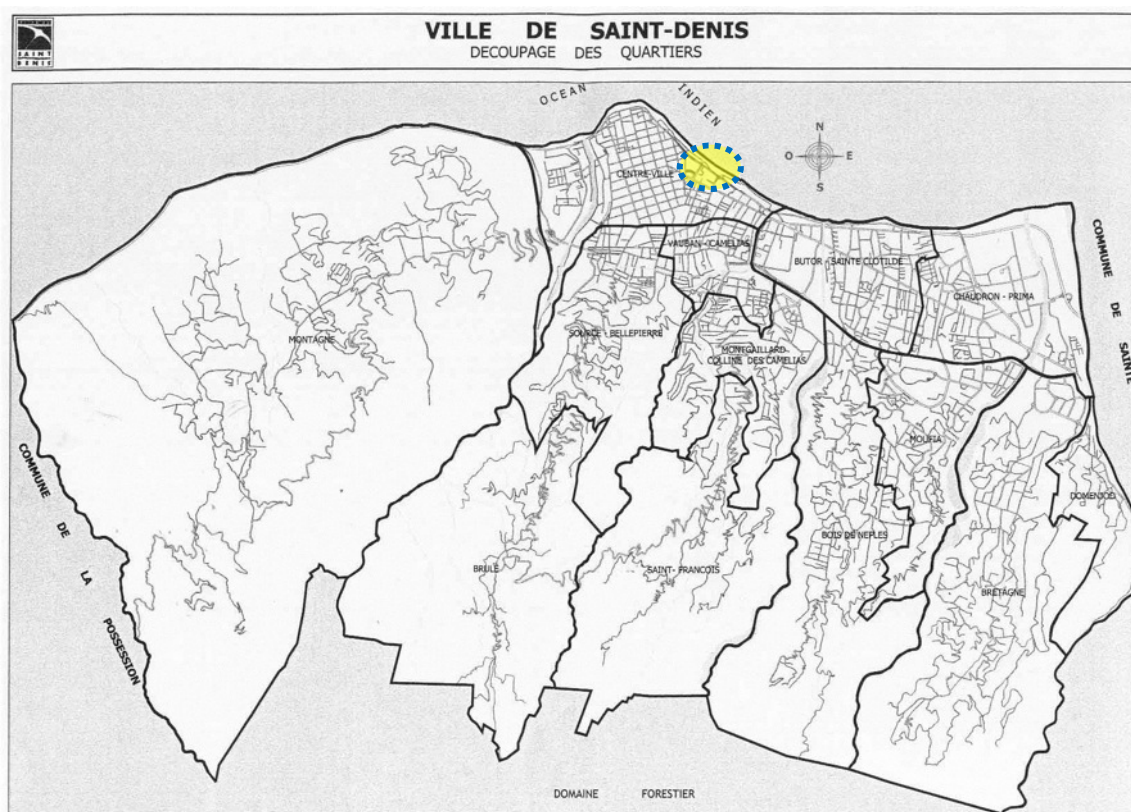 SAINT
DENIS
VILLE DE SAINT-DENIS
DECOUPAGE DES QUARTIERS
OCEAN INDIEN
N
O E
S
CENTRE-VILLE
VAUBAN - CAMELIAS
BUTOR - SAINTE CLOTILDE
CHAUDRON - PRIMA
COMMUNE DE SAINTE
MONTAGNE
SOURCE - BELLEPIERRE
MONTGAILLARD-
COLLINE DES CAMELIAS
MOUFIA
DOMENJOD
COMMUNE DE LA POSSESSION
BRULE
SAINT- FRANCOIS
BOIS DE NEFLES
BRETAGNE
DOMAINE FORESTIER